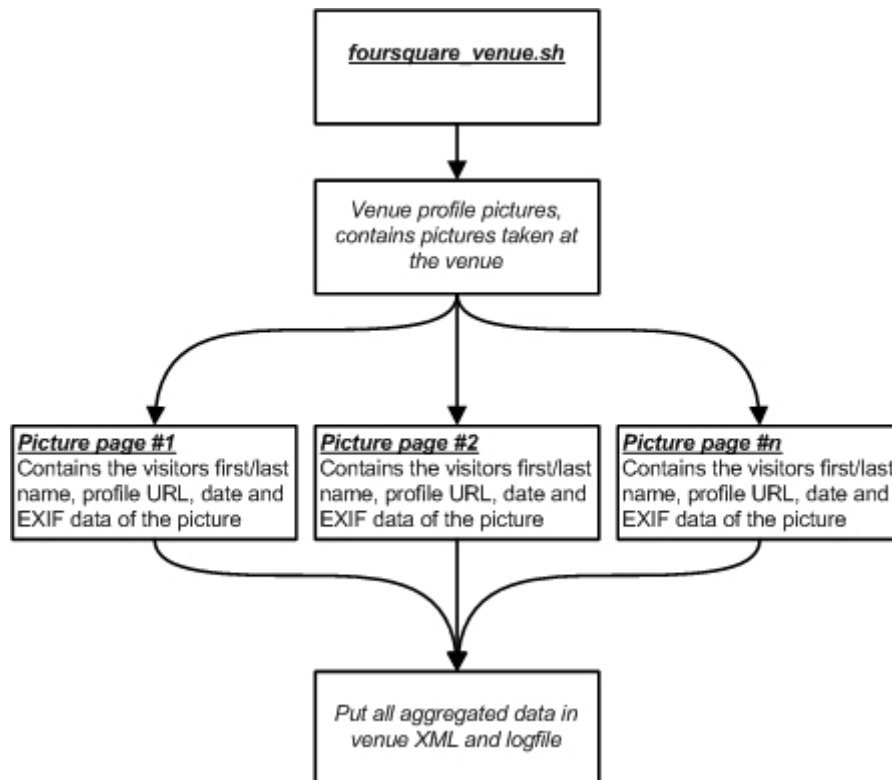 foursquare_venue.sh
Venue profile pictures,
contains pictures taken at
the venue
Picture page #1
Contains the visitors first/last
name, profile URL, date and
EXIF data of the picture
Picture page #2
Contains the visitors first/last
name, profile URL, date and
EXIF data of the picture
Picture page #n
Contains the visitors first/last
name, profile URL, date and
EXIF data of the picture
Put all aggregated data in
venue XML and logfile